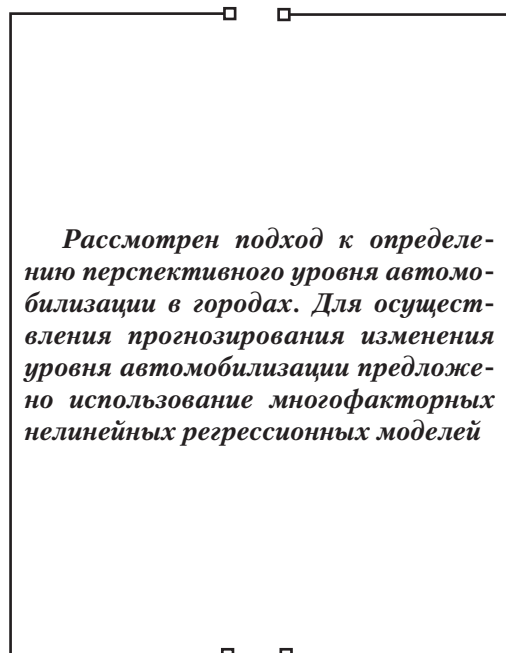 Рассмотрен подход к определе-
нию перспективного уровня автомо-
билизации в городах. Для осущест-
вления прогнозирования изменения
уровня автомобилизации предложе-
но использование многофакторных
нелинейных регрессионных моделей